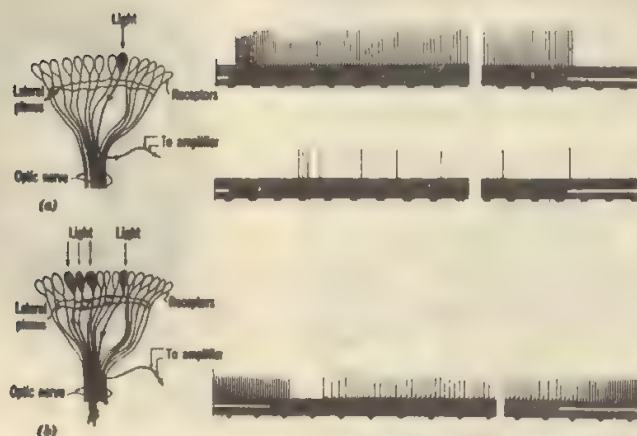 Light
Lateral
plexus
Receptors
To amplifier
Optic nerve
(a)
Light
Light
Lateral
plexus
Receptors
To amplifier
Optic nerve
(b)